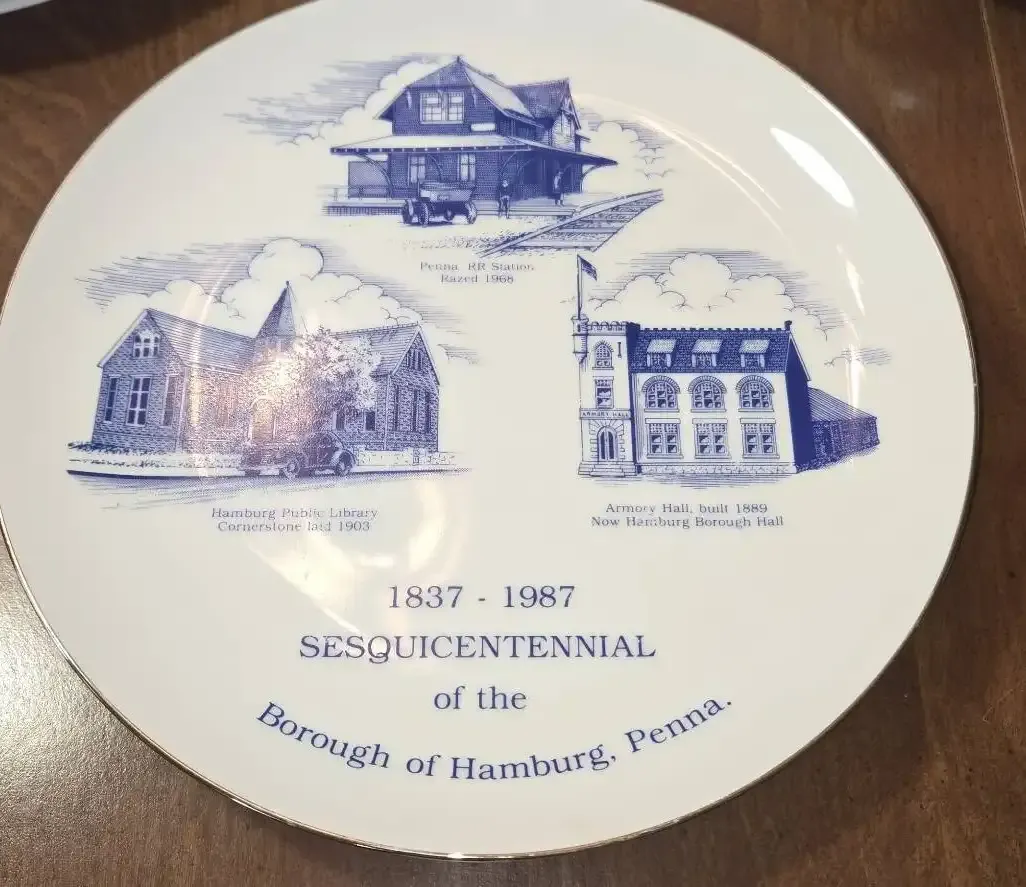 Penna. RR Station
Razed 1968
Hamburg Public Library
Cornerstone laid 1903
ARMORY HALL
Armory Hall, built 1889
Now Hamburg Borough Hall
1837 - 1987
SESQUICENTENNIAL
of the
Borough of Hamburg, Penna.